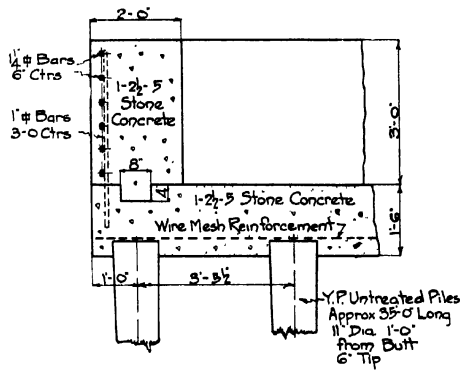 2'-0"
1¼"ϕ Bars
6" Ctrs
1-2½-5
Stone
Concrete
1"ϕ Bars
3-0 Ctrs
3'-0"
8"
4"
1-2½-5 Stone Concrete
Wire Mesh Reinforcement
1'-6"
1'-0"
3'-5½"
Y.P. Untreated Piles
Approx 35'-0" Long
11" Dia 1'-0"
from Butt
6" Tip